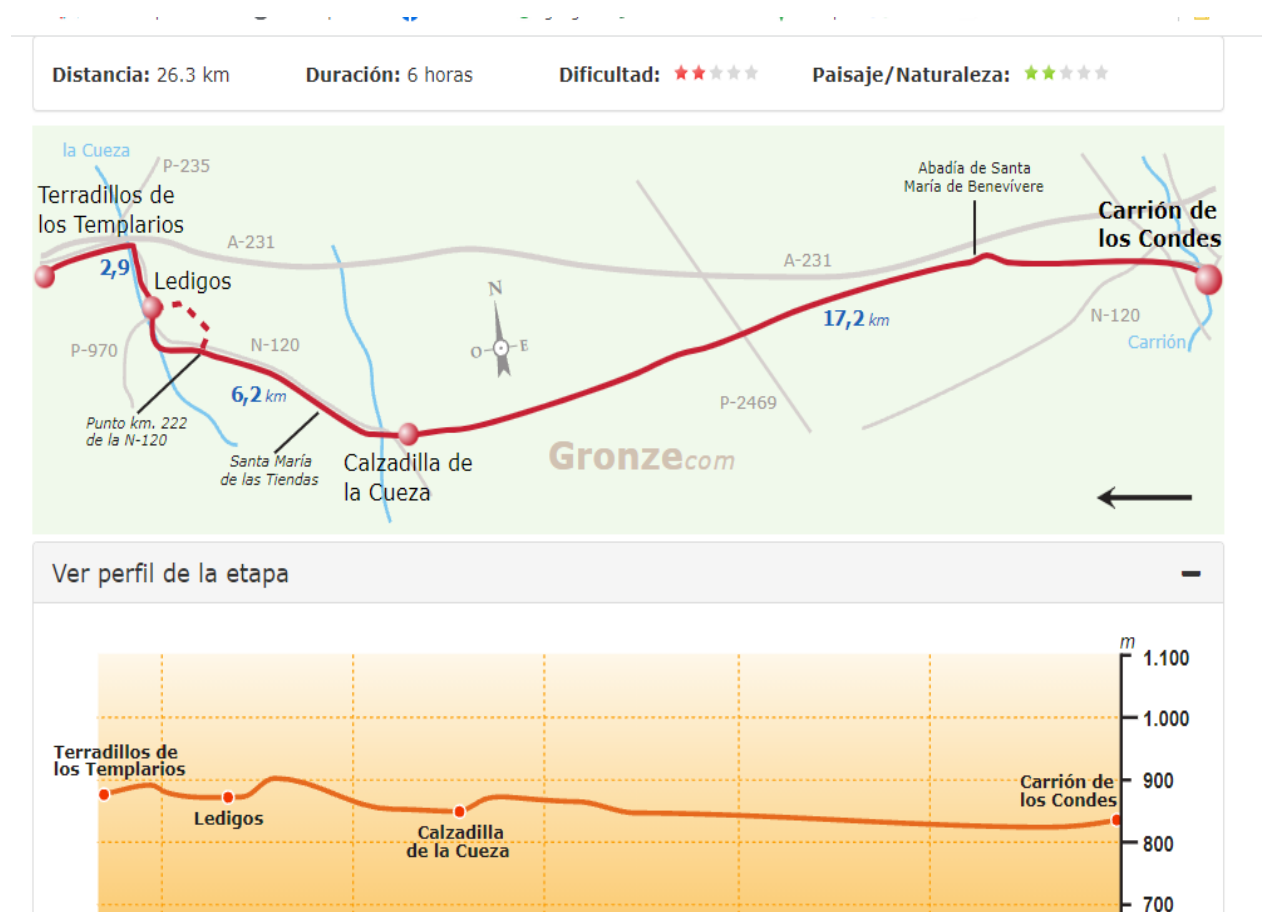 Distancia: 26.3 km Duración: 6 horas Dificultad: Paisaje/Naturaleza:
la Cueza
P-235
Terradillos de
los Templarios
A-231
2,9
Ledigos
P-970
N-120
6,2 km
Punto km. 222
de la N-120
Santa María
de las Tiendas
Calzadilla de
la Cueza
N
O E
Gronze.com
P-2469
17,2 km
A-231
Abadía de Santa
María de Benevívere
Carrión de
los Condes
N-120
Carrión
Ver perfil de la etapa
m
1.100
1.000
900
800
700
Terradillos de
los Templarios
Ledigos
Calzadilla
de la Cueza
Carrión de
los Condes